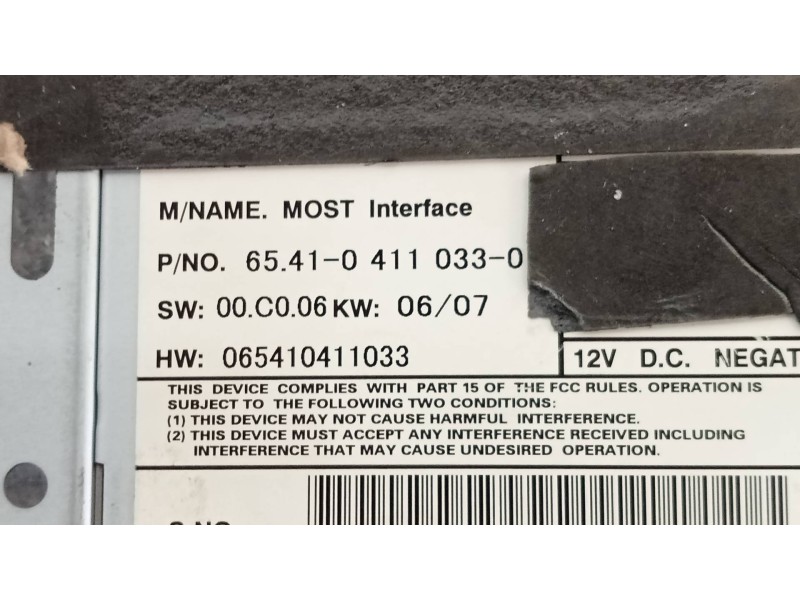 M/NAME. MOST Interface
P/NO. 65.41-0 411 033-0
SW: 00.C0.06 KW: 06/07
HW: 065410411033
12V D.C.
THIS DEVICE COMPLIES WITH PART 15 OF THE FCC RULES. OPERATION IS
SUBJECT TO THE FOLLOWING TWO CONDITIONS:
(1) THIS DEVICE MAY NOT CAUSE HARMFUL INTERFERENCE.
(2) THIS DEVICE MUST ACCEPT ANY INTERFERENCE RECEIVED INCLUDING
INTERFERENCE THAT MAY CAUSE UNDESIRED OPERATION.